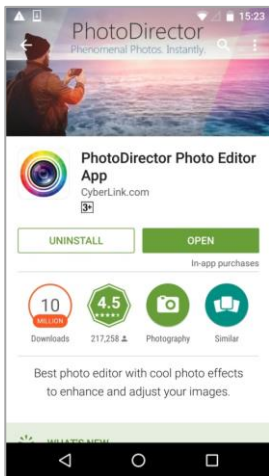 15:23
PhotoDirector
Phenomenal Photos. Instantly.
PhotoDirector Photo Editor
App
CyberLink.com
3+
UNINSTALL OPEN
In-app purchases
10
MILLION
4.5
Downloads 217,258 Photography Similar
Best photo editor with cool photo effects
to enhance and adjust your images.
WHAT'S NEW